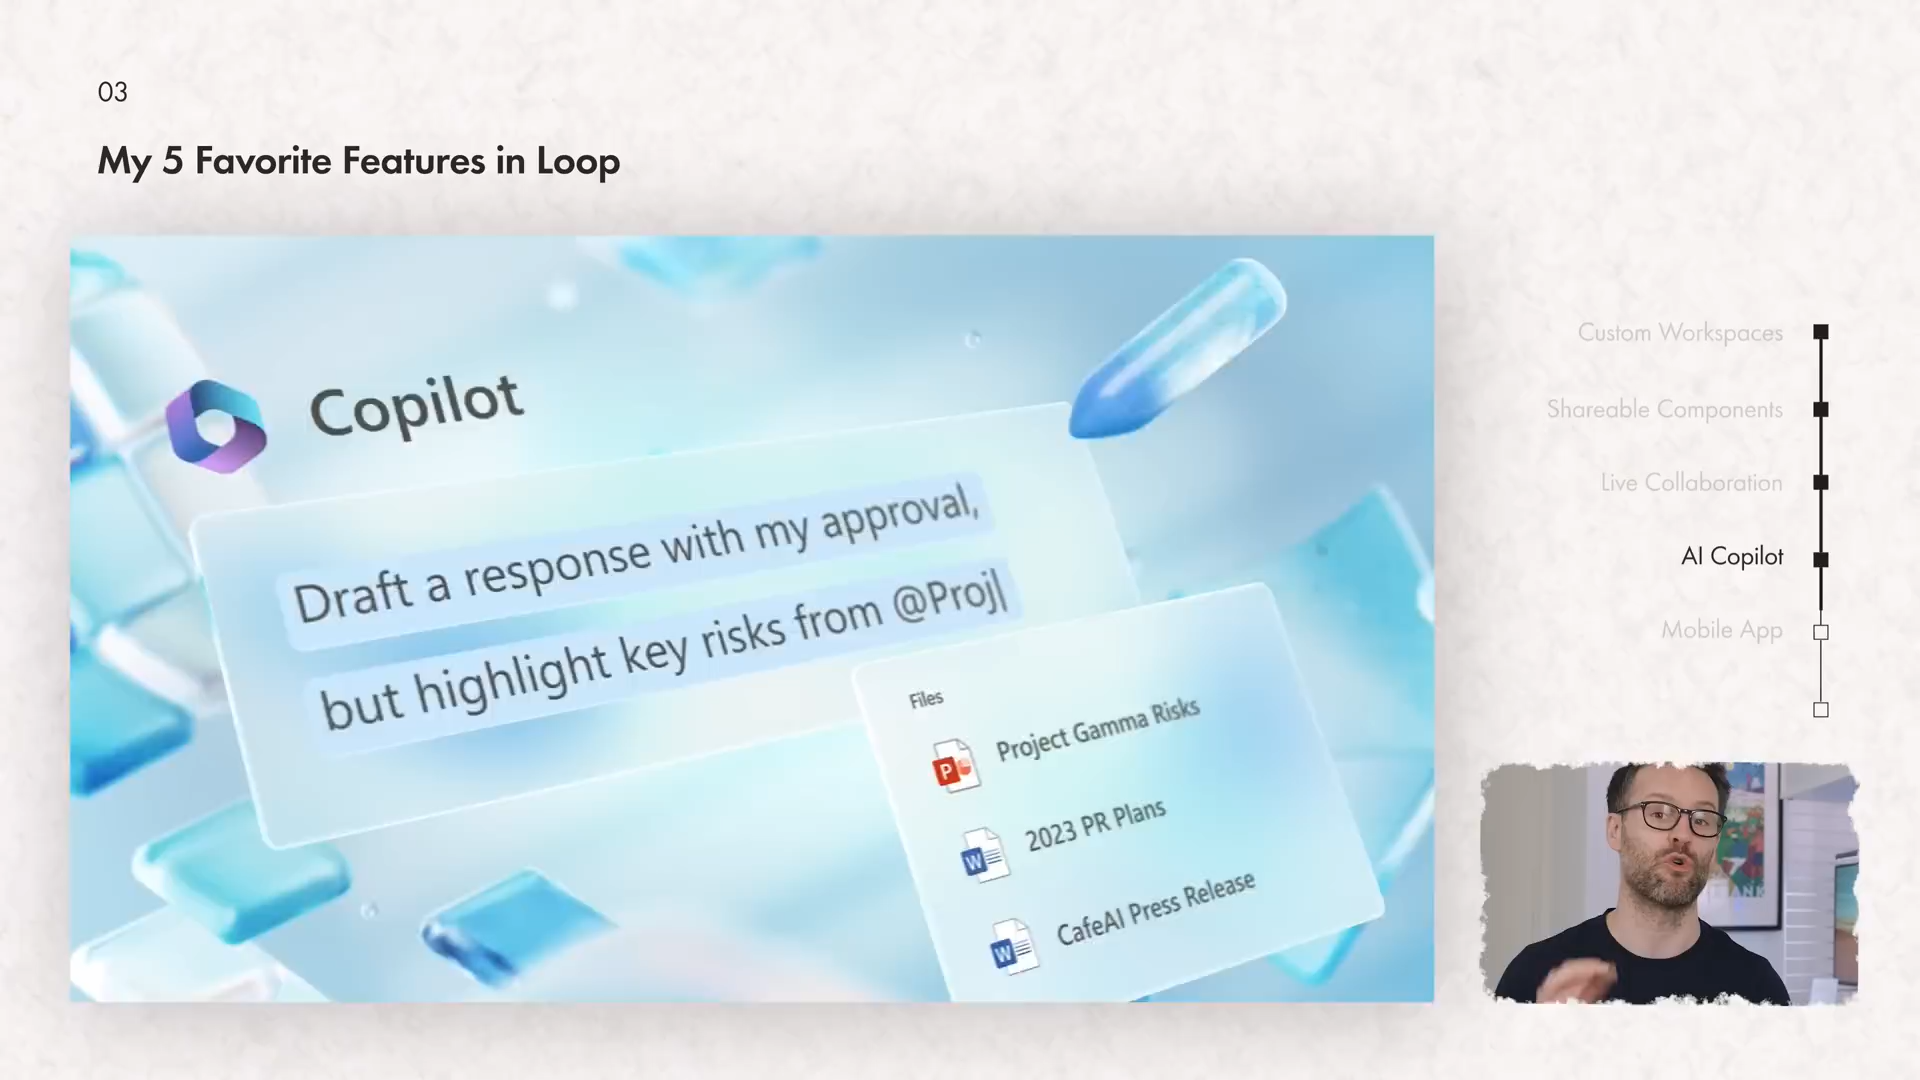 03
My 5 Favorite Features in Loop
Copilot
Draft a response with my approval,
but highlight key risks from @Proj
Files
Project Gamma Risks
2023 PR Plans
CafeAI Press Release
Custom Workspaces
Shareable Components
Live Collaboration
AI Copilot
Mobile App